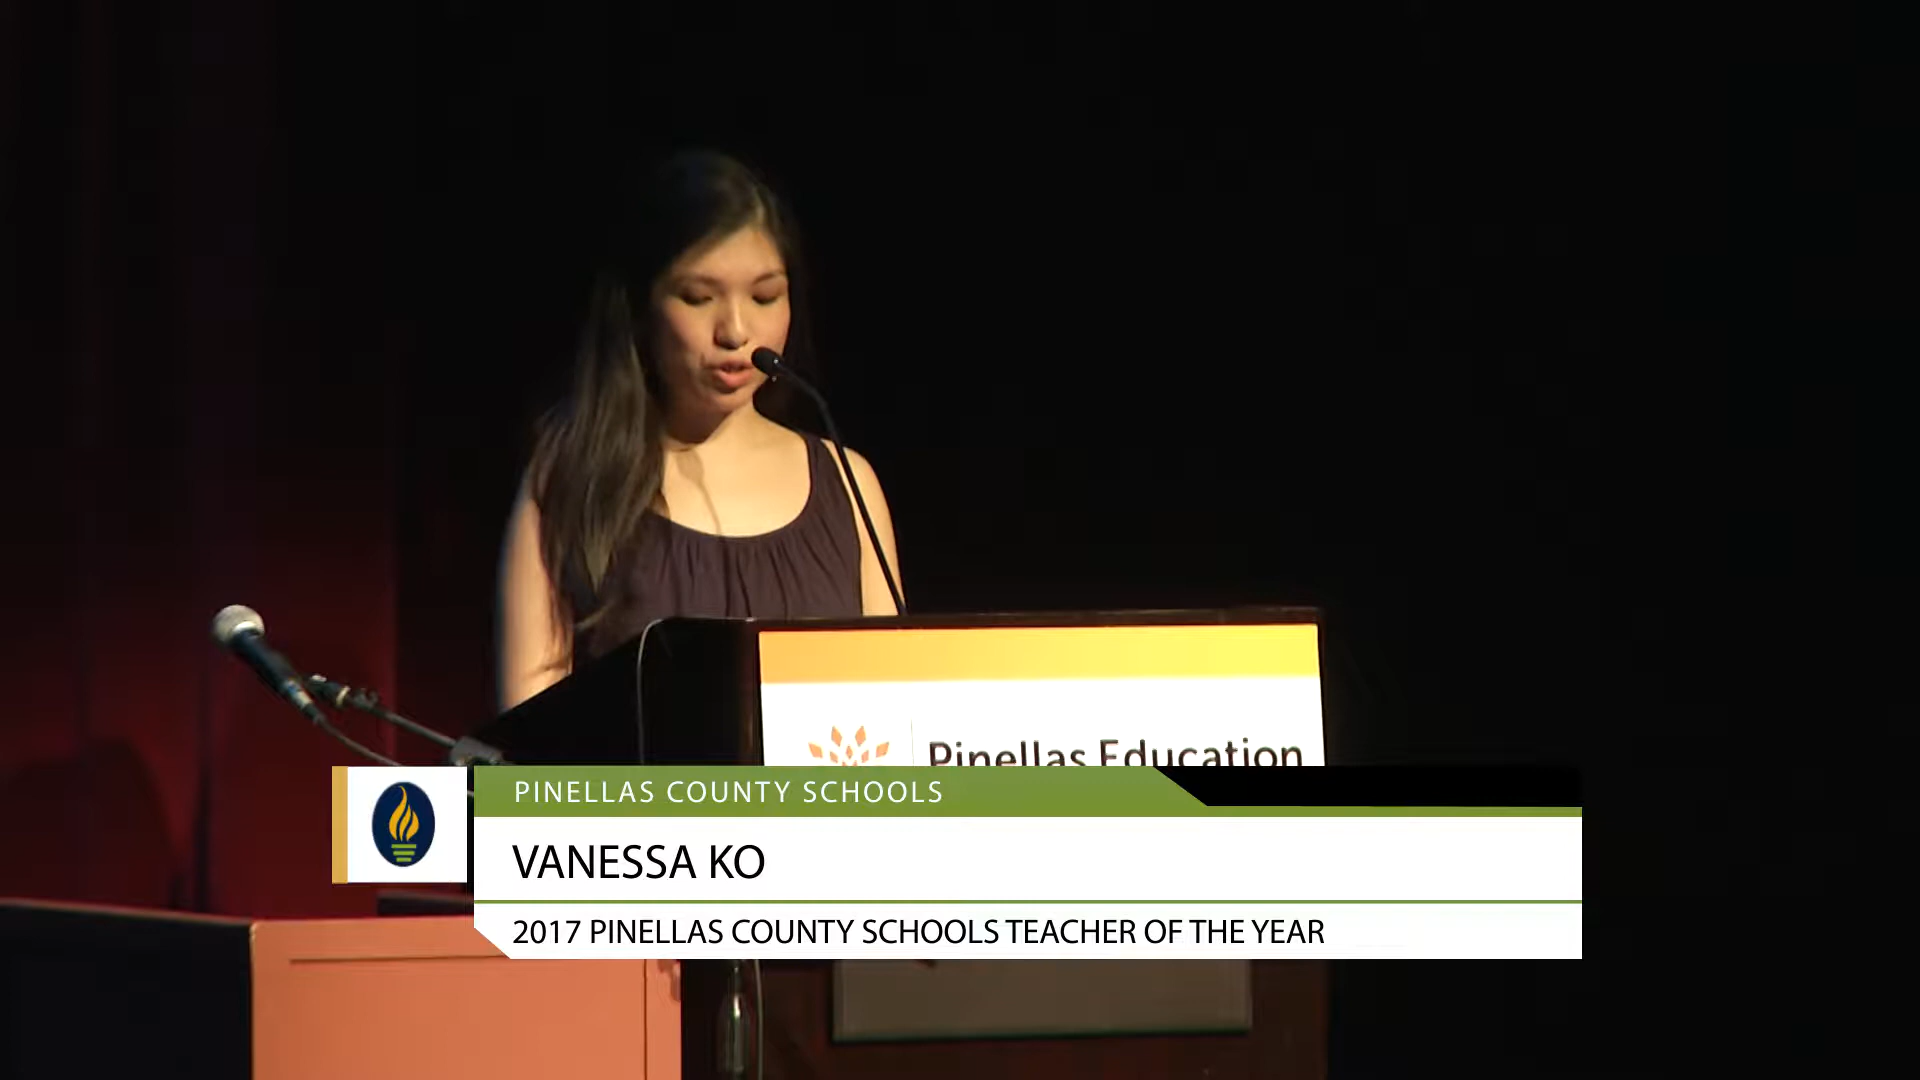 Pinellas Education
PINELLAS COUNTY SCHOOLS
VANESSA KO
2017 PINELLAS COUNTY SCHOOLS TEACHER OF THE YEAR